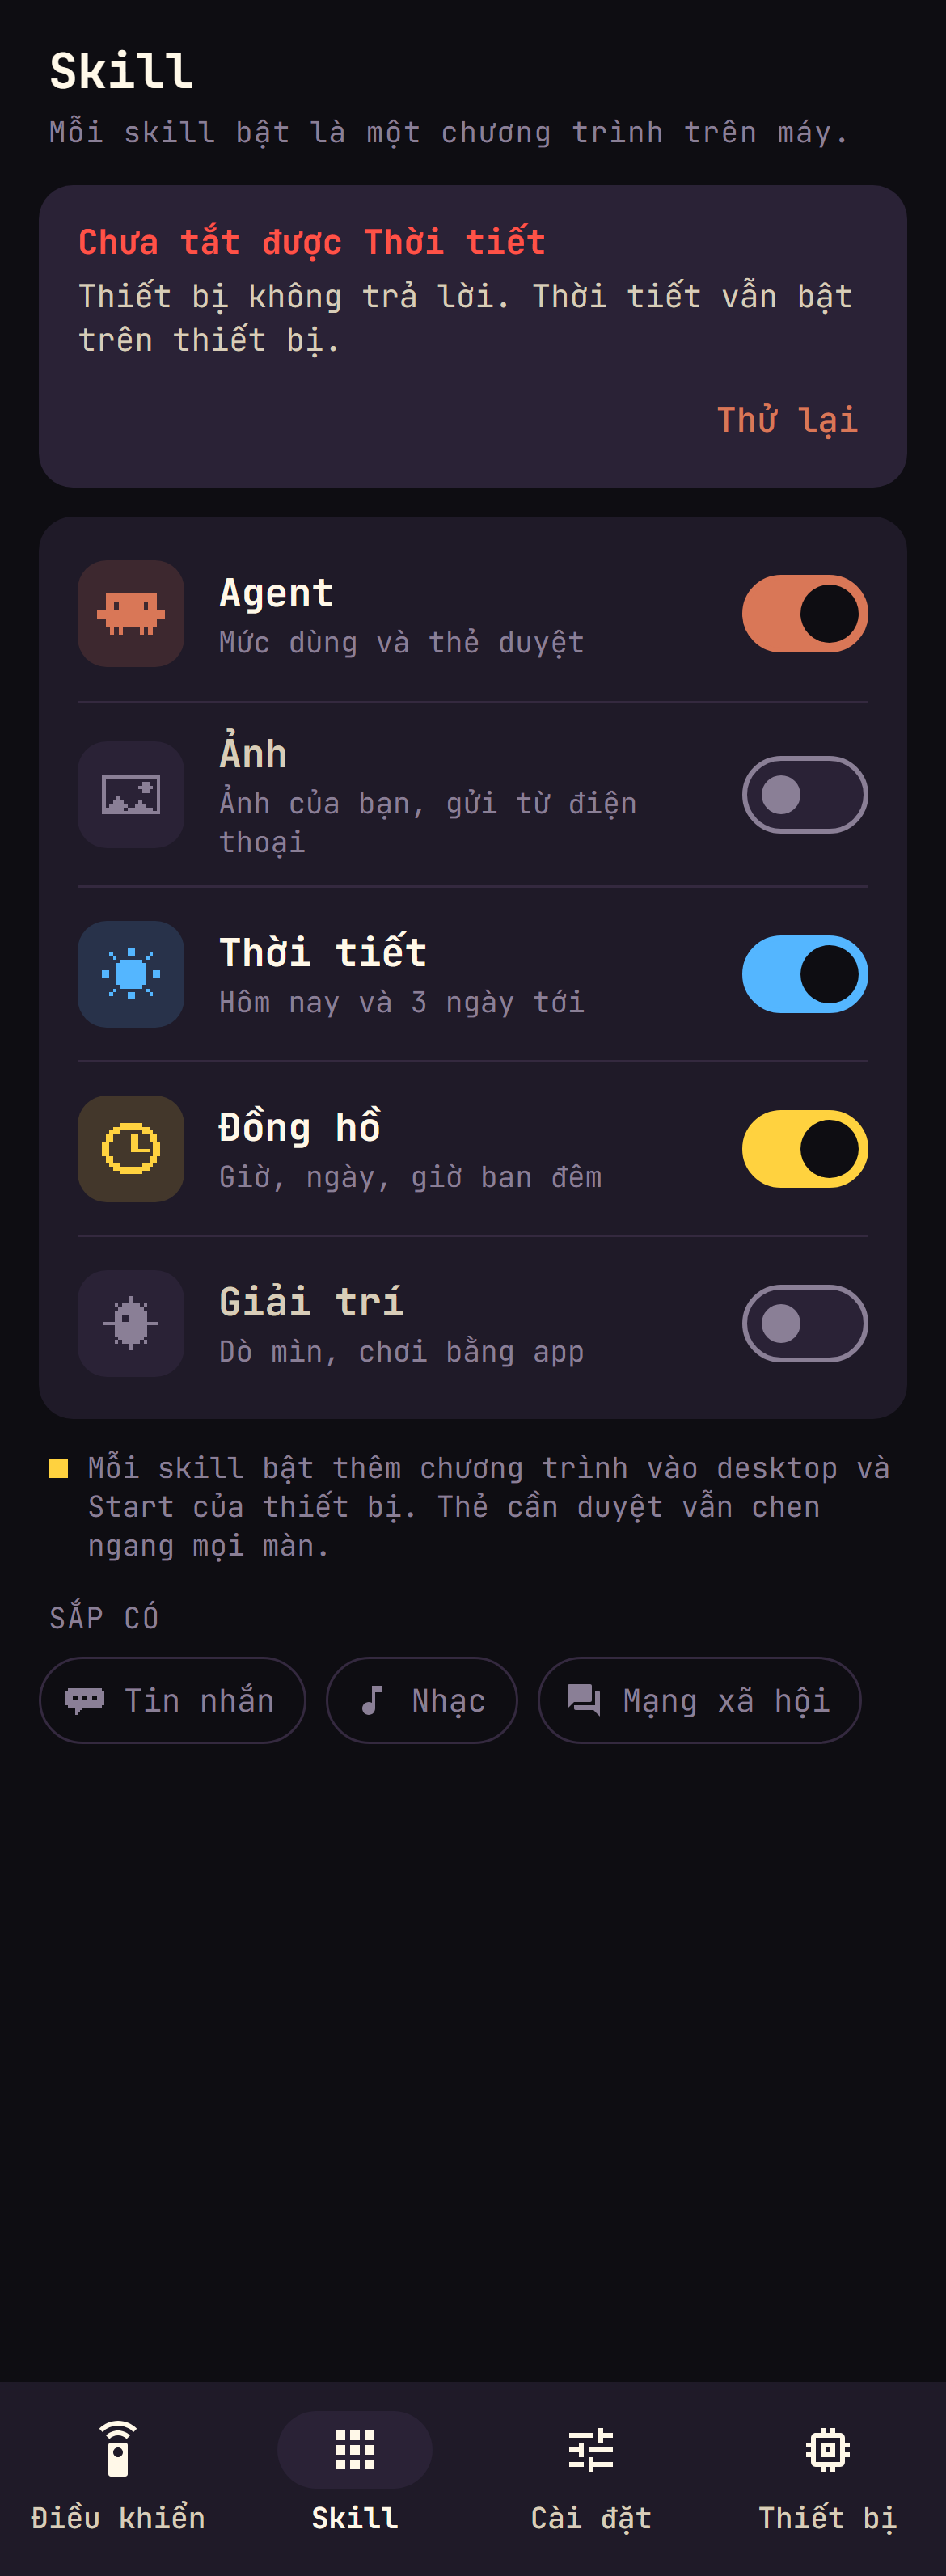 Skill
Mỗi skill bật là một chương trình trên máy.
Chưa tắt được Thời tiết
Thiết bị không trả lời. Thời tiết vẫn bật
trên thiết bị.
Thử lại
Agent
Mức dùng và thẻ duyệt
Ảnh
Ảnh của bạn, gửi từ điện
thoại
Thời tiết
Hôm nay và 3 ngày tới
Đồng hồ
Giờ, ngày, giờ ban đêm
Giải trí
Dò mìn, chơi bằng app
Mỗi skill bật thêm chương trình vào desktop và
Start của thiết bị. Thẻ cần duyệt vẫn chen
ngang mọi màn.
SẮP CÓ
Tin nhắn
Nhạc
Mạng xã hội
Điều khiển
Skill
Cài đặt
Thiết bị